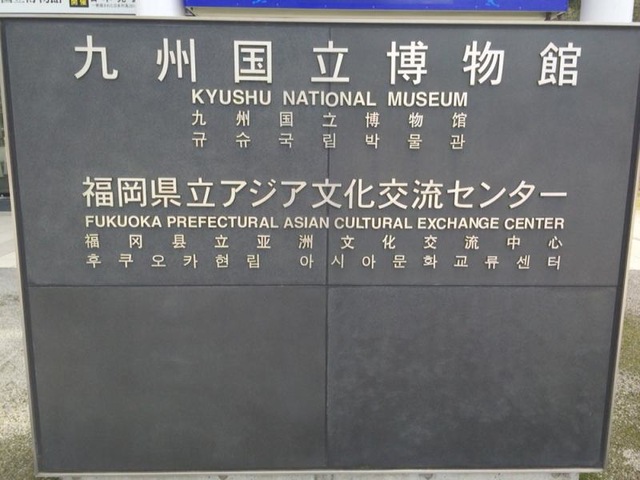 九州国立博物館
KYUSHU NATIONAL MUSEUM
九州国立博物馆
규슈국립박물관
福岡県立アジア文化交流センター
FUKUOKA PREFECTURAL ASIAN CULTURAL EXCHANGE CENTER
福冈县立亚洲文化交流中心
후쿠오카현립 아시아문화교류센터